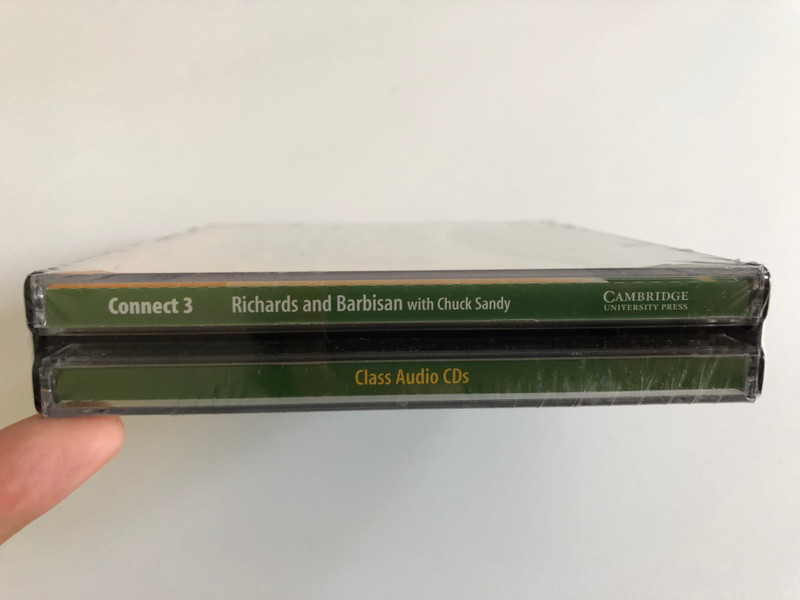 Connect 3 Richards and Barbisan with Chuck Sandy CAMBRIDGE
UNIVERSITY PRESS
Class Audio CDs